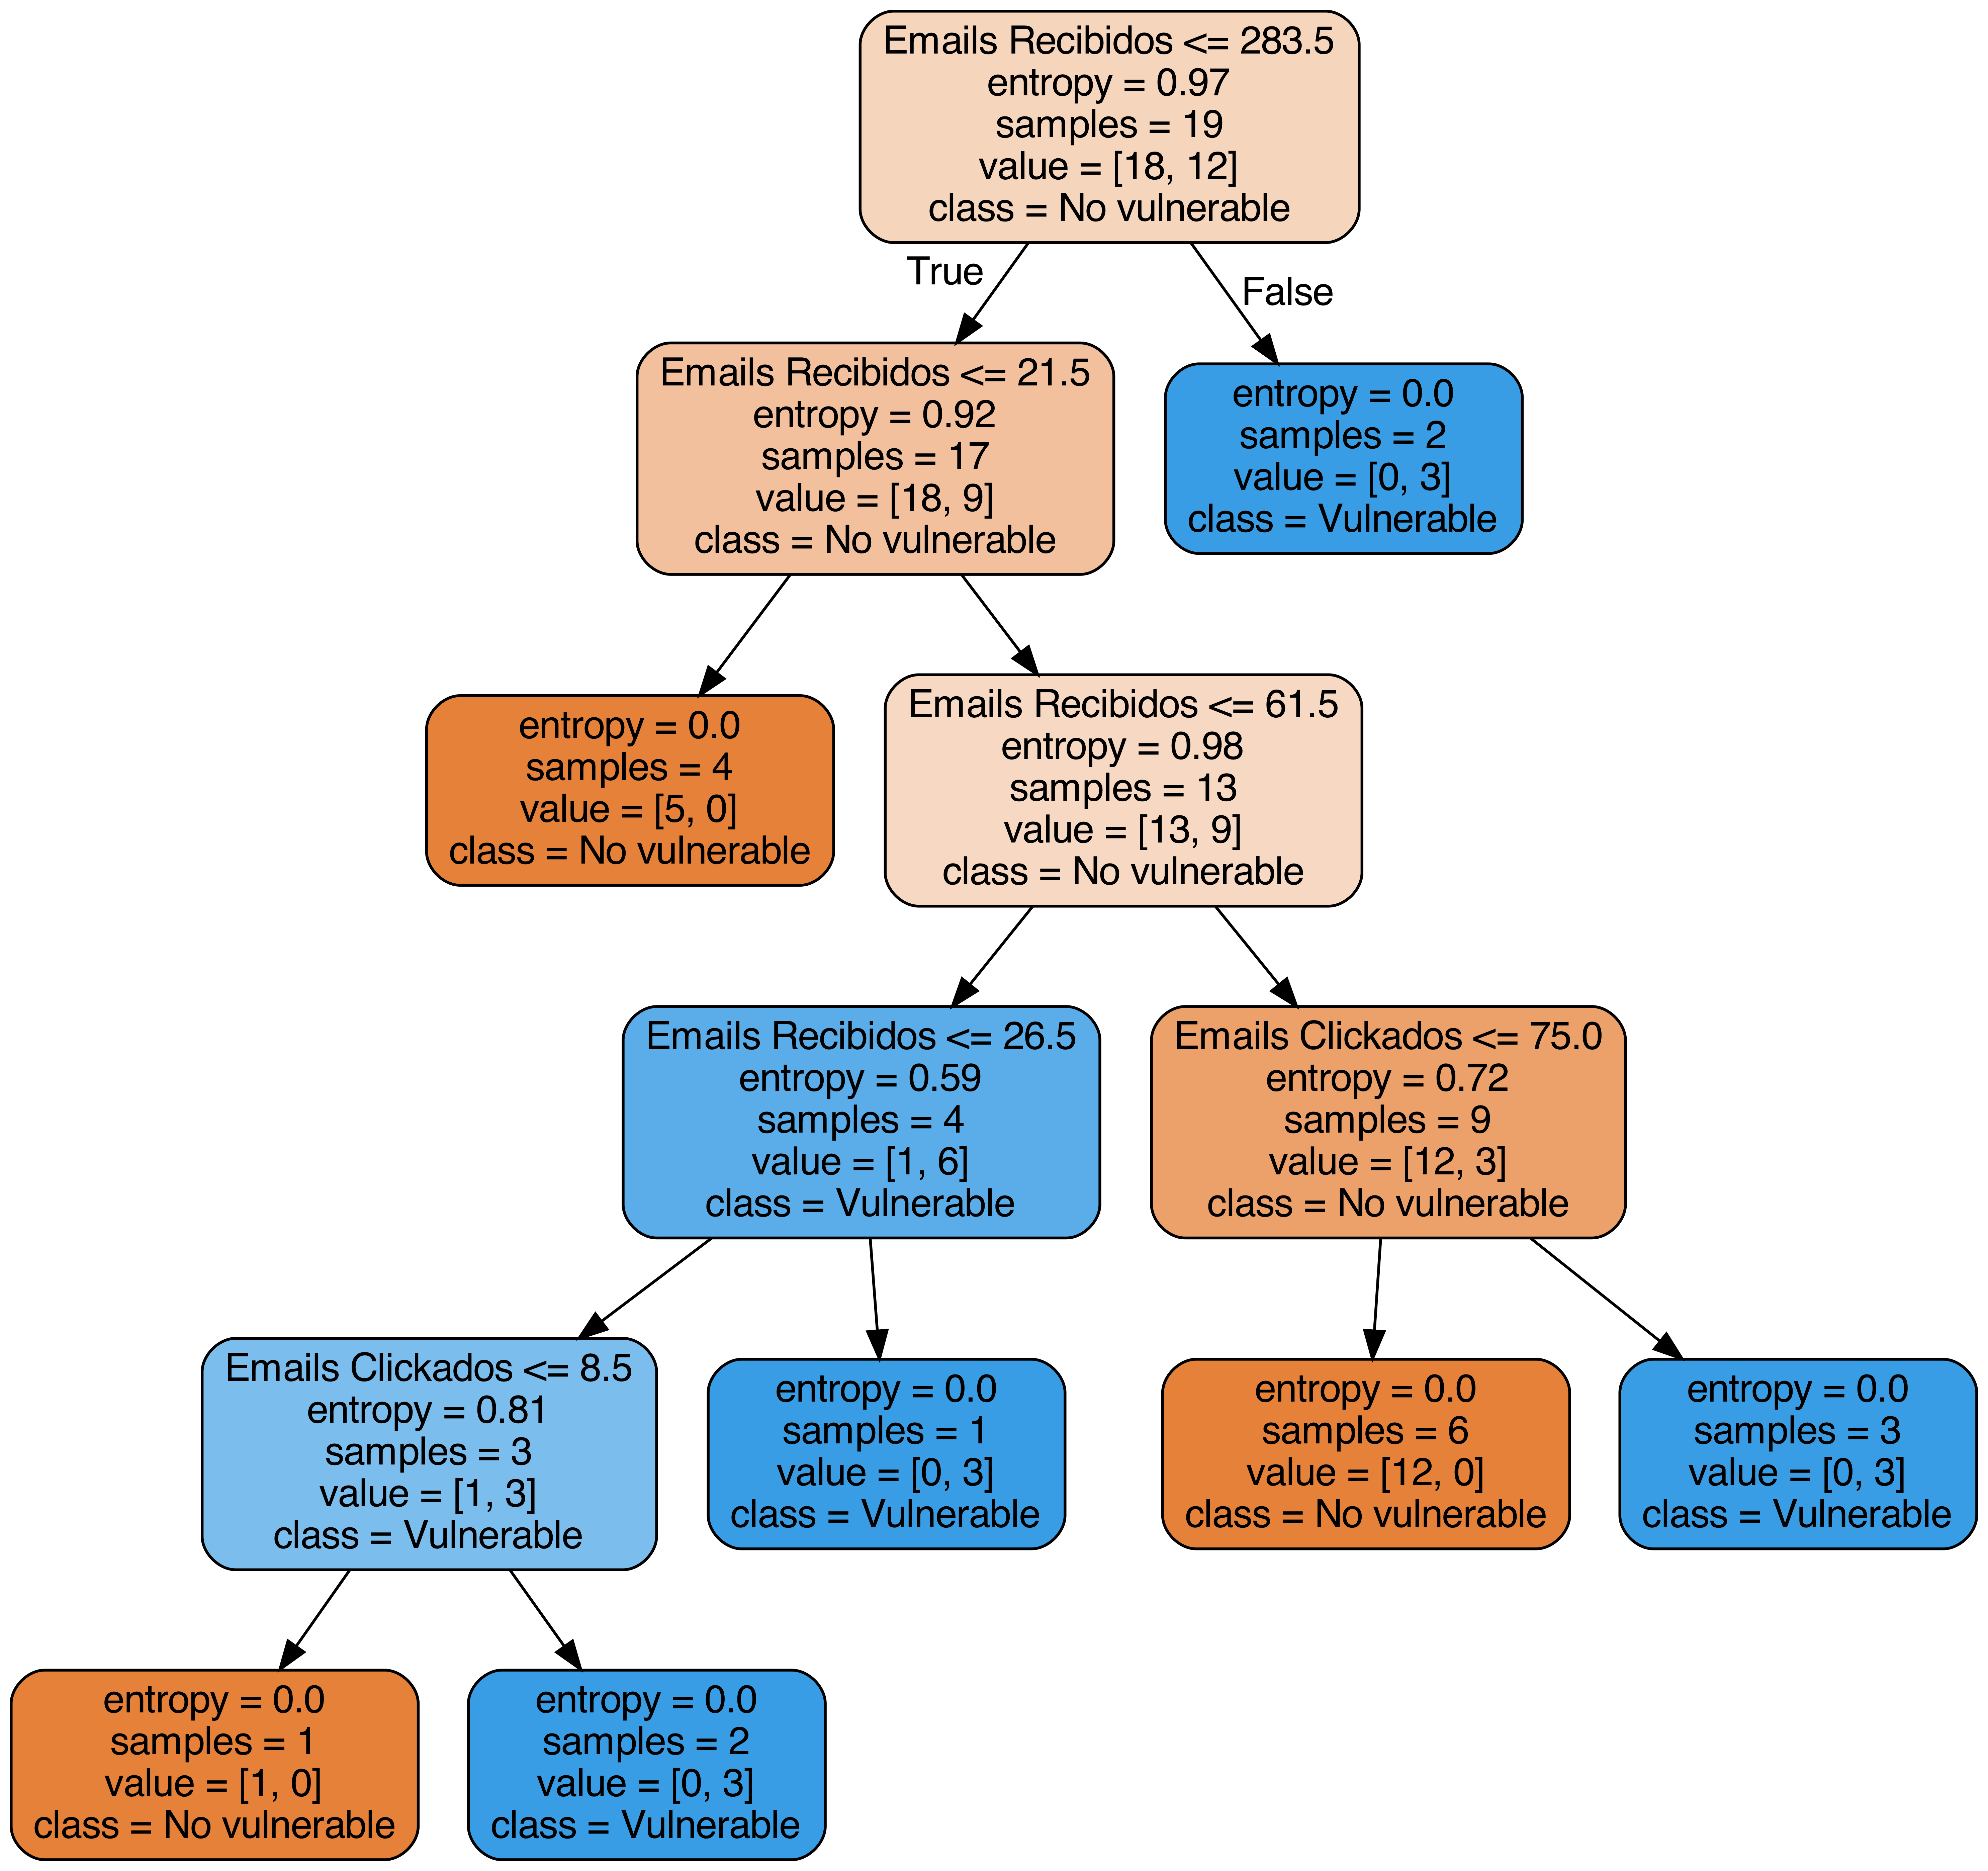 Emails Recibidos <= 283.5
entropy = 0.97
samples = 19
value = [18, 12]
class = No vulnerable
True
False
Emails Recibidos <= 21.5
entropy = 0.92
samples = 17
value = [18, 9]
class = No vulnerable
entropy = 0.0
samples = 2
value = [0, 3]
class = Vulnerable
entropy = 0.0
samples = 4
value = [5, 0]
class = No vulnerable
Emails Recibidos <= 61.5
entropy = 0.98
samples = 13
value = [13, 9]
class = No vulnerable
Emails Recibidos <= 26.5
entropy = 0.59
samples = 4
value = [1, 6]
class = Vulnerable
Emails Clickados <= 75.0
entropy = 0.72
samples = 9
value = [12, 3]
class = No vulnerable
Emails Clickados <= 8.5
entropy = 0.81
samples = 3
value = [1, 3]
class = Vulnerable
entropy = 0.0
samples = 1
value = [0, 3]
class = Vulnerable
entropy = 0.0
samples = 6
value = [12, 0]
class = No vulnerable
entropy = 0.0
samples = 3
value = [0, 3]
class = Vulnerable
entropy = 0.0
samples = 1
value = [1, 0]
class = No vulnerable
entropy = 0.0
samples = 2
value = [0, 3]
class = Vulnerable